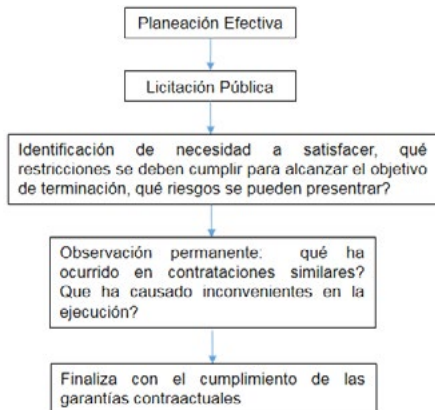 Planeación Efectiva
Licitación Pública
Identificación de necesidad a satisfacer, qué
restricciones se deben cumplir para alcanzar el objetivo
de terminación, qué riesgos se pueden presentrar?
Observación permanente: qué ha
ocurrido en contrataciones similares?
Que ha causado inconvenientes en la
ejecución?
Finaliza con el cumplimiento de las
garantías contraactuales